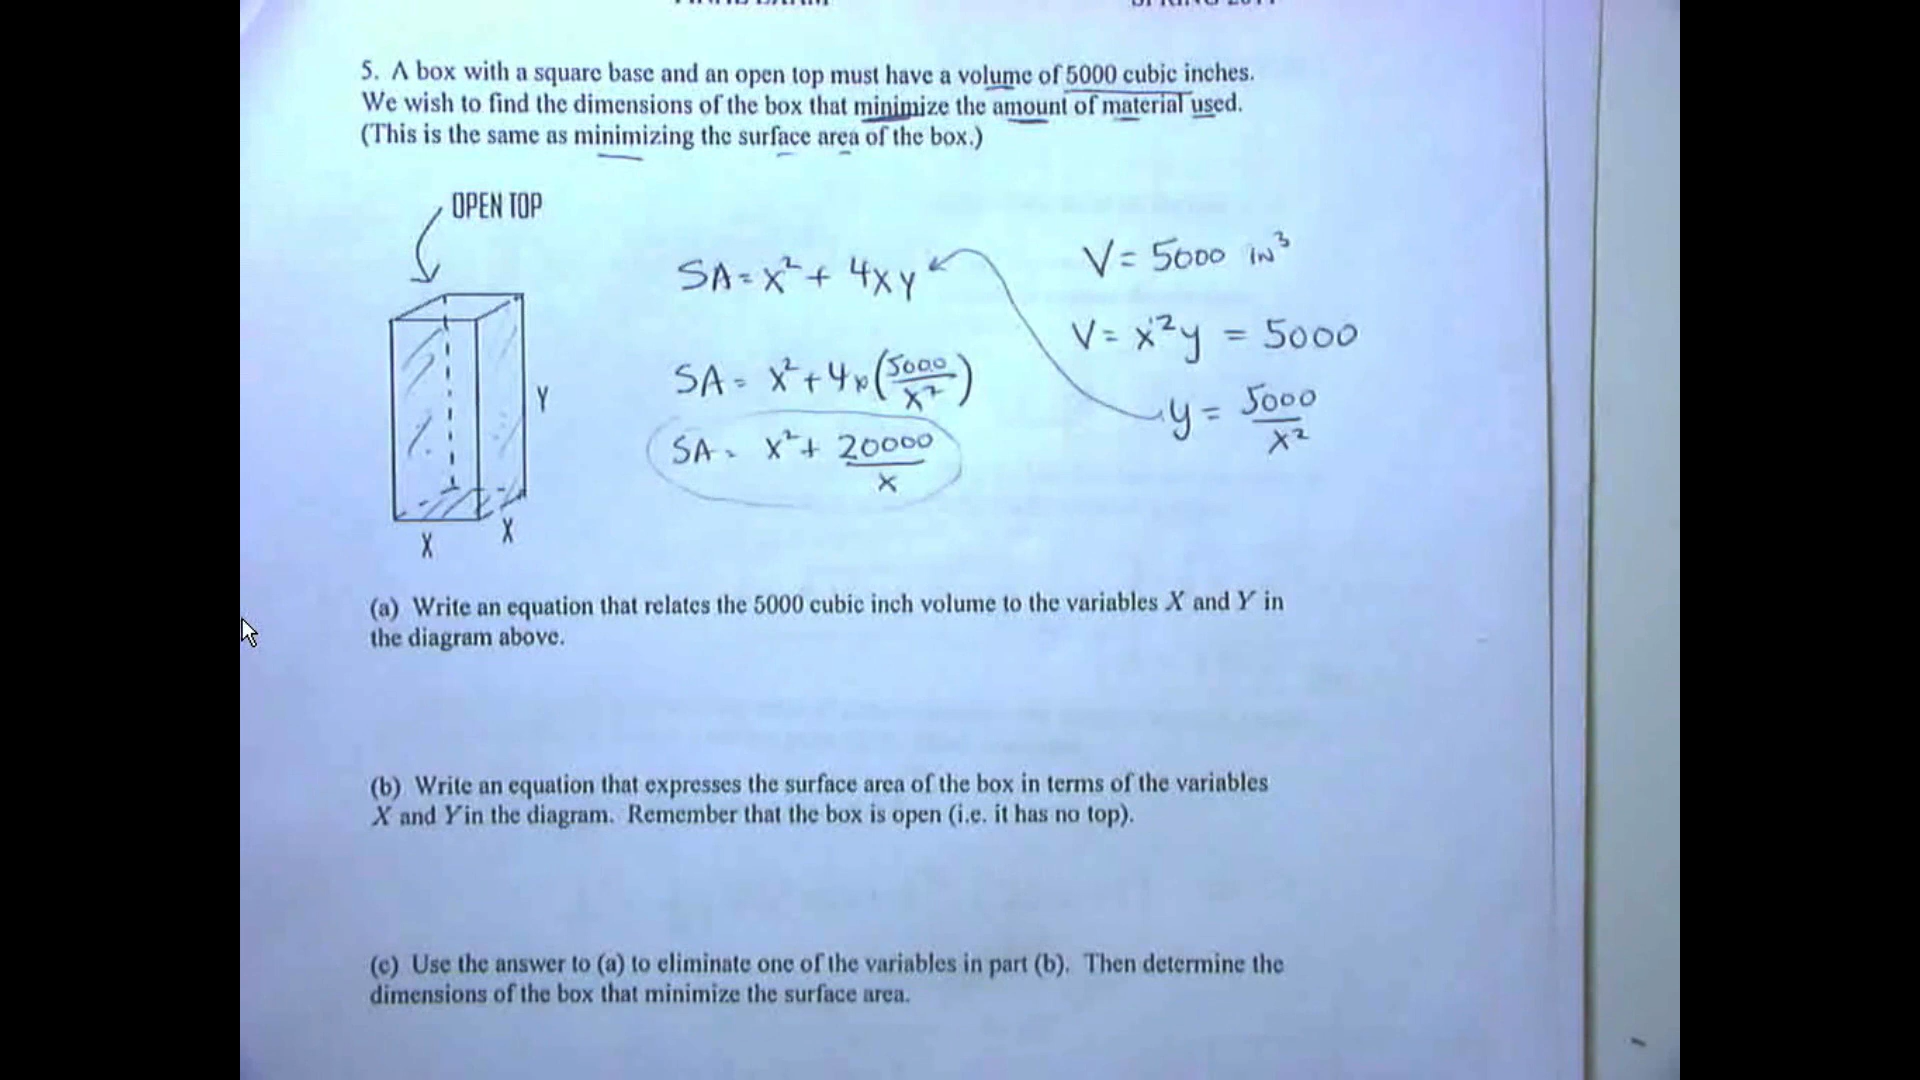 5. A box with a square base and an open top must have a volume of 5000 cubic inches.
We wish to find the dimensions of the box that minimize the amount of material used.
(This is the same as minimizing the surface area of the box.)
OPEN TOP
SA = x² + 4xy
V = 5000 in³
V = x²y = 5000
SA = x² + 4x(5000/x²)
y = 5000/x²
SA = x² + 20000/x
Y
X
X
(a) Write an equation that relates the 5000 cubic inch volume to the variables X and Y in
the diagram above.
(b) Write an equation that expresses the surface area of the box in terms of the variables
X and Y in the diagram. Remember that the box is open (i.e. it has no top).
(c) Use the answer to (a) to eliminate one of the variables in part (b). Then determine the
dimensions of the box that minimize the surface area.